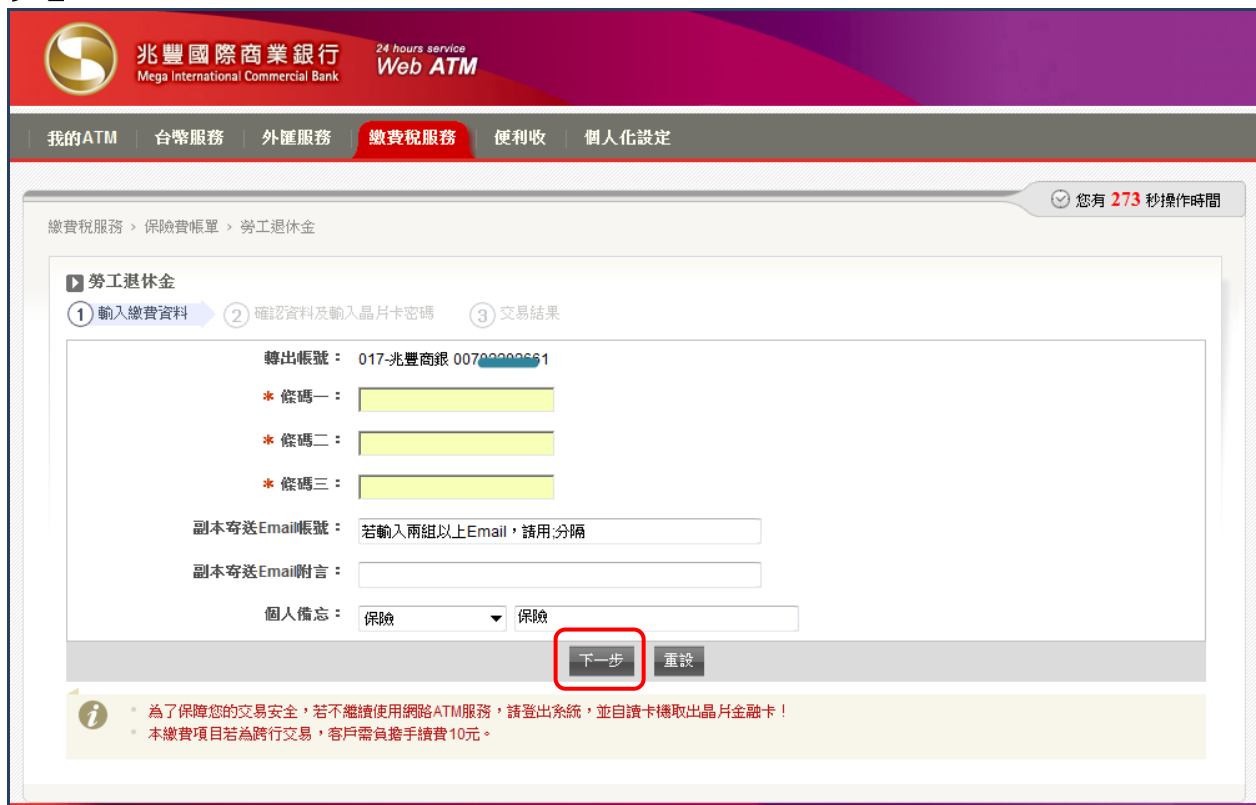 兆豐國際商業銀行 24 hours service
Mega International Commercial Bank Web ATM
我的ATM 台幣服務 外匯服務 繳費稅服務 便利收 個人化設定
您有 273 秒操作時間
繳費稅服務 > 保險費帳單 > 勞工退休金
勞工退休金
1 輸入繳費資料 2 確認資料及輸入晶片卡密碼 3 交易結果
轉出帳號： 017-兆豐商銀 007 1
* 條碼一：
* 條碼二：
* 條碼三：
副本寄送Email帳號： 若輸入兩組以上Email，請用;分隔
副本寄送Email附言：
個人備忘： 保險 保險
下一步 重設
為了保障您的交易安全，若不繼續使用網路ATM服務，請登出系統，並自讀卡機取出晶片金融卡！
本繳費項目若為跨行交易，客戶需負擔手續費10元。